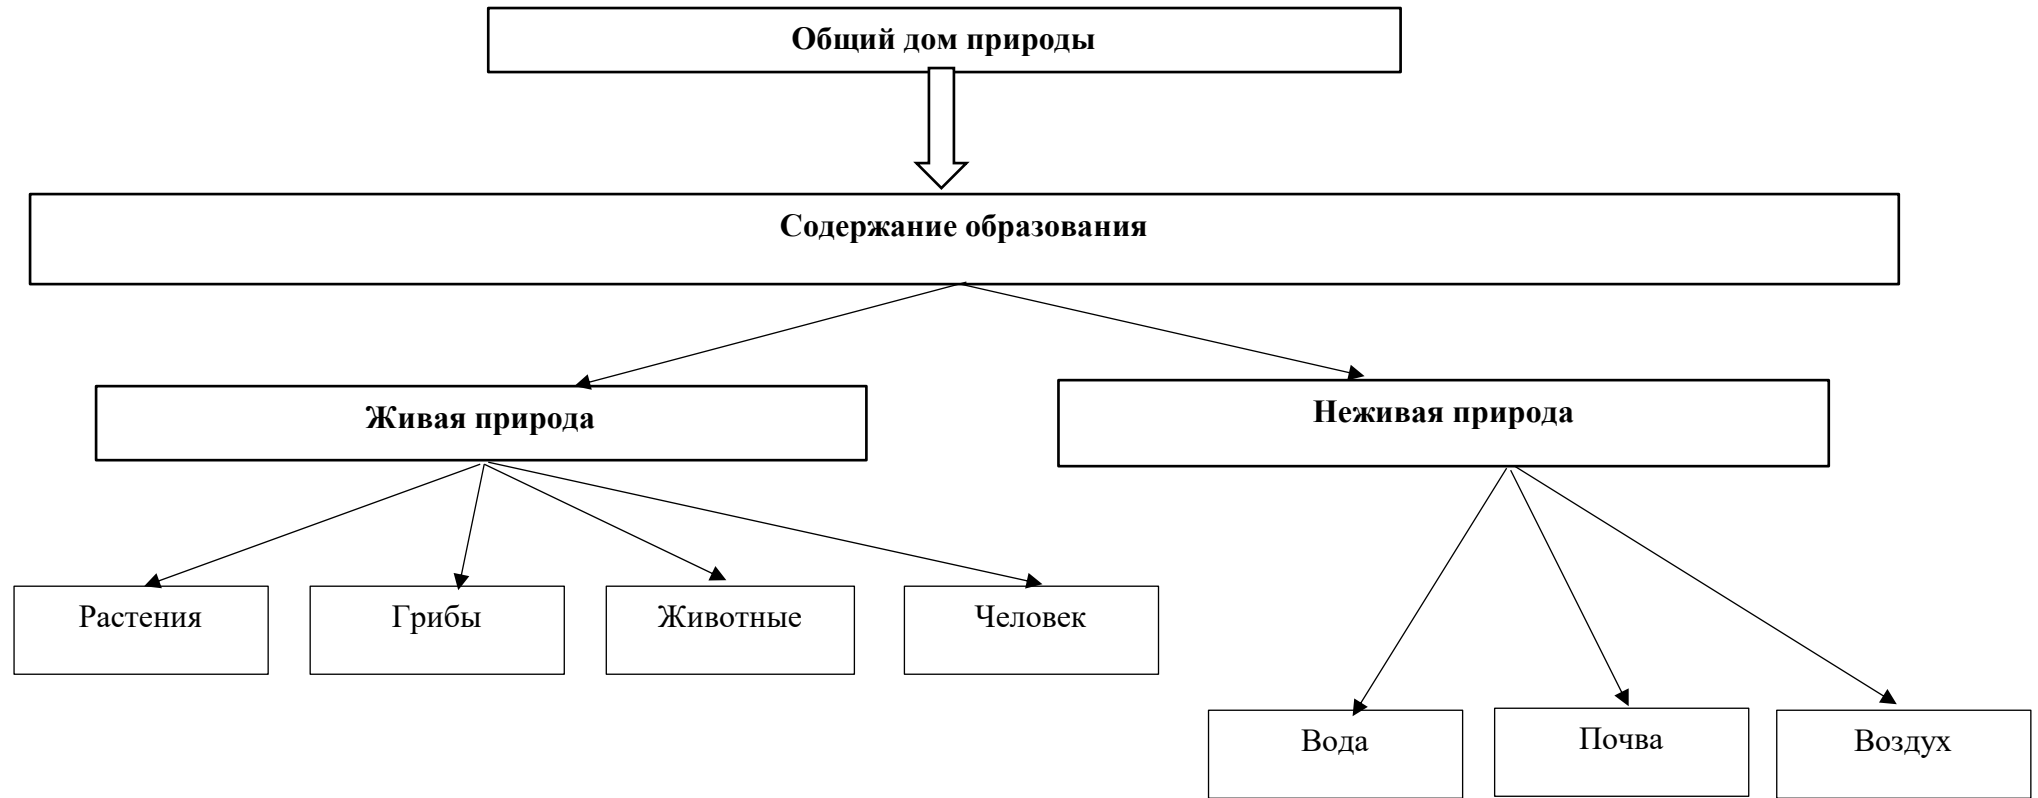 Общий дом природы
Содержание образования
Живая природа
Неживая природа
Растения
Грибы
Животные
Человек
Вода
Почва
Воздух